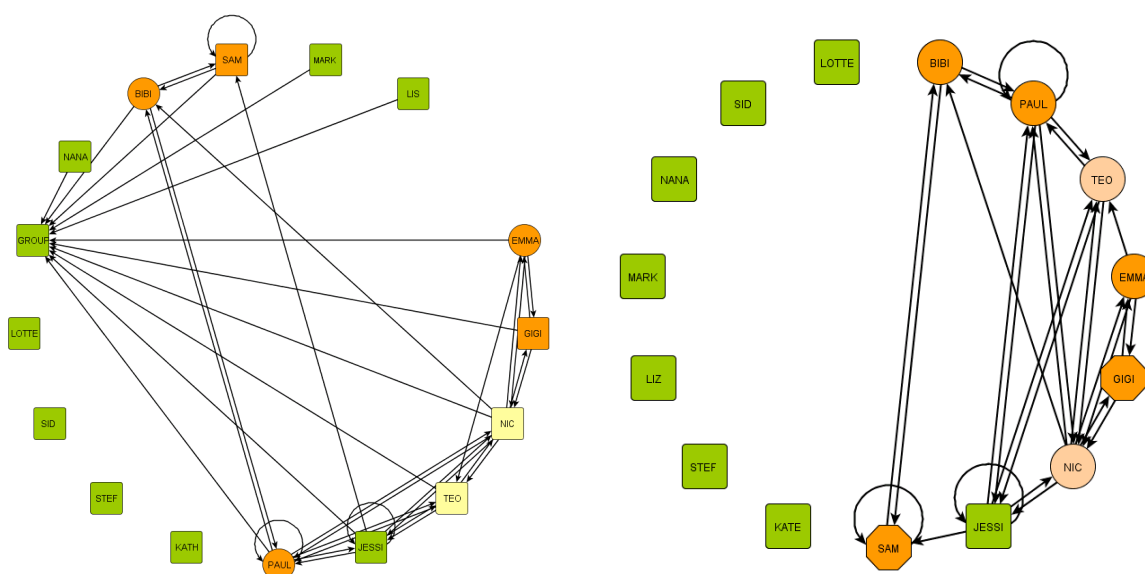 SAM
MARK
BIBI
LIS
NANA
GROUP
EMMA
LOTTE
GIGI
SID
NIC
STEF
TEO
KATH
JESSI
PAUL
BIBI
LOTTE
PAUL
SID
TEO
NANA
MARK
EMMA
LIZ
GIGI
STEF
NIC
KATE
JESSI
SAM